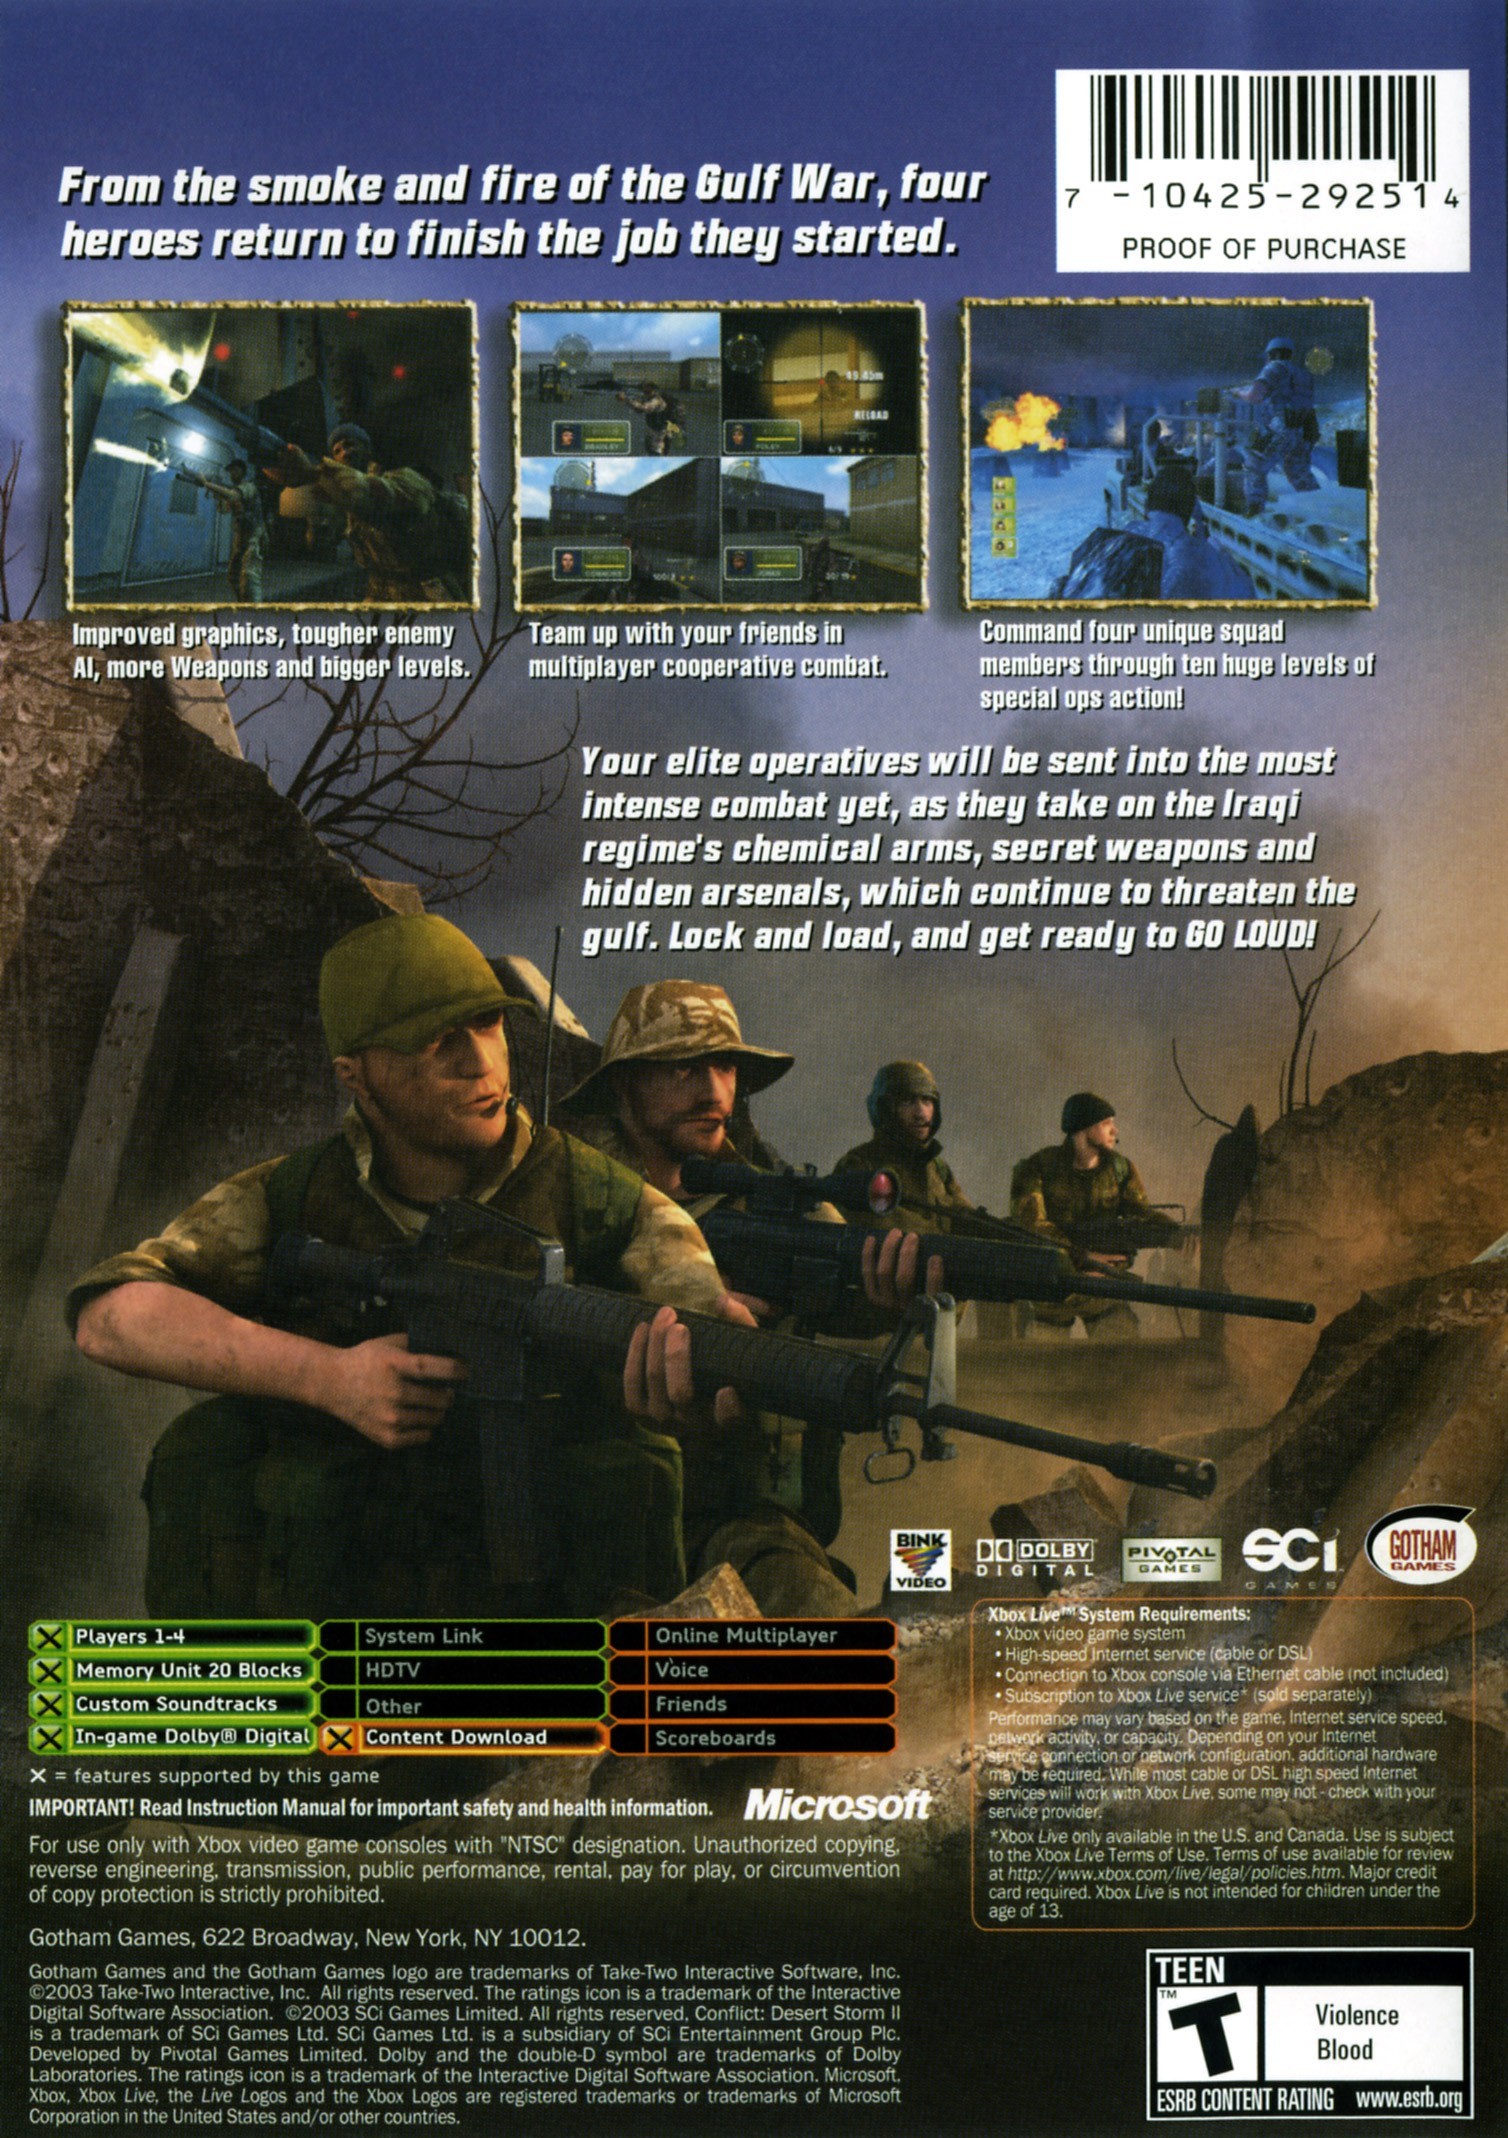 7 -10425-29251 4
PROOF OF PURCHASE
From the smoke and fire of the Gulf War, four
heroes return to finish the job they started.
49.40m
RELOAD
BRADLEY
FOLEY
CONNORS
JONES
Improved graphics, tougher enemy
AI, more Weapons and bigger levels.
Team up with your friends in
multiplayer cooperative combat.
Command four unique squad
members through ten huge levels of
special ops action!
Your elite operatives will be sent into the most
intense combat yet, as they take on the Iraqi
regime's chemical arms, secret weapons and
hidden arsenals, which continue to threaten the
gulf. Lock and load, and get ready to GO LOUD!
BINK
VIDEO
DOLBY
DIGITAL
PIVOTAL
GAMES
SCi
GAMES
GOTHAM
GAMES
Players 1-4
Memory Unit 20 Blocks
Custom Soundtracks
In-game Dolby® Digital
System Link
HDTV
Other
Content Download
Online Multiplayer
Voice
Friends
Scoreboards
X = features supported by this game
IMPORTANT! Read Instruction Manual for important safety and health information.
Microsoft
For use only with Xbox video game consoles with "NTSC" designation. Unauthorized copying,
reverse engineering, transmission, public performance, rental, pay for play, or circumvention
of copy protection is strictly prohibited.
Gotham Games, 622 Broadway, New York, NY 10012.
Gotham Games and the Gotham Games logo are trademarks of Take-Two Interactive Software, Inc.
©2003 Take-Two Interactive, Inc. All rights reserved. The ratings icon is a trademark of the Interactive
Digital Software Association. ©2003 SCi Games Limited. All rights reserved, Conflict: Desert Storm II
is a trademark of SCi Games Ltd. SCi Games Ltd. is a subsidiary of SCi Entertainment Group Plc.
Developed by Pivotal Games Limited. Dolby and the double-D symbol are trademarks of Dolby
Laboratories. The ratings icon is a trademark of the Interactive Digital Software Association. Microsoft,
Xbox, Xbox Live, the Live Logos and the Xbox Logos are registered trademarks or trademarks of Microsoft
Corporation in the United States and/or other countries.
Xbox Live™ System Requirements:
• Xbox video game system
• High-speed Internet service (cable or DSL)
• Connection to Xbox console via Ethernet cable (not included)
• Subscription to Xbox Live service* (sold separately)
Performance may vary based on the game, Internet service speed,
network activity, or capacity. Depending on your Internet
service connection or network configuration, additional hardware
may be required. While most cable or DSL high speed Internet
services will work with Xbox Live, some may not - check with your
service provider.
*Xbox Live only available in the U.S. and Canada. Use is subject
to the Xbox Live Terms of Use. Terms of use available for review
at http://www.xbox.com/live/legal/policies.htm. Major credit
card required. Xbox Live is not intended for children under the
age of 13.
TEEN
™
T
Violence
Blood
ESRB CONTENT RATING www.esrb.org